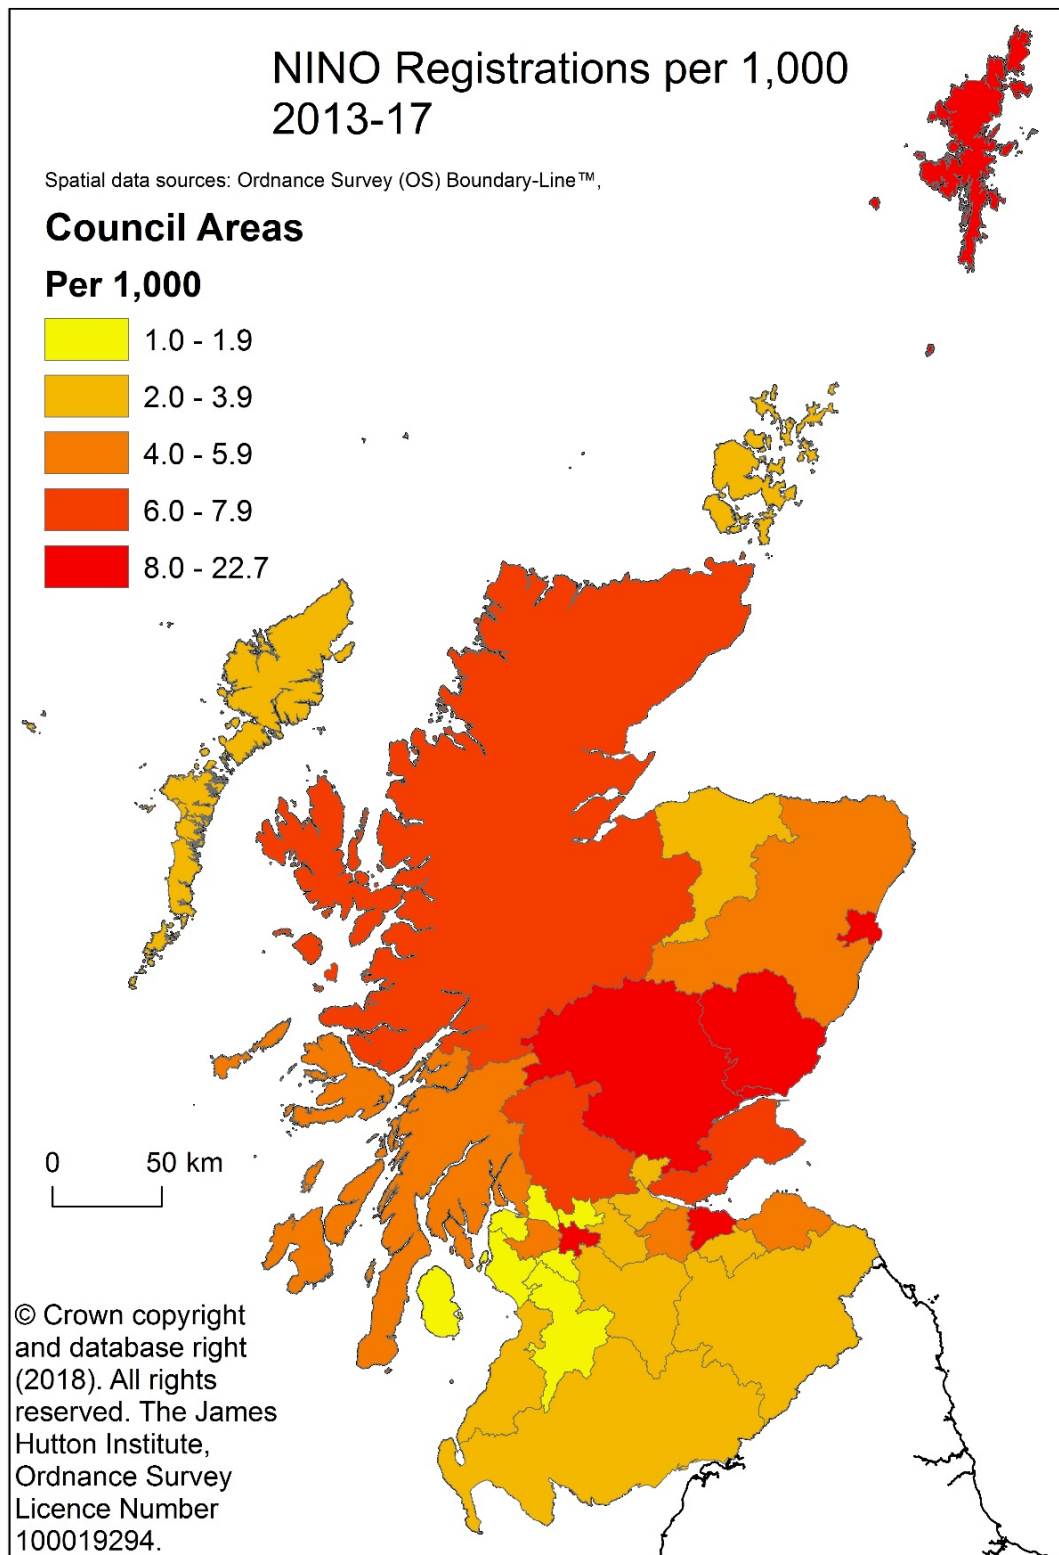 NINO Registrations per 1,000
2013-17
Spatial data sources: Ordnance Survey (OS) Boundary-Line™,
Council Areas
Per 1,000
1.0 - 1.9
2.0 - 3.9
4.0 - 5.9
6.0 - 7.9
8.0 - 22.7
0 50 km
© Crown copyright
and database right
(2018). All rights
reserved. The James
Hutton Institute,
Ordnance Survey
Licence Number
100019294.